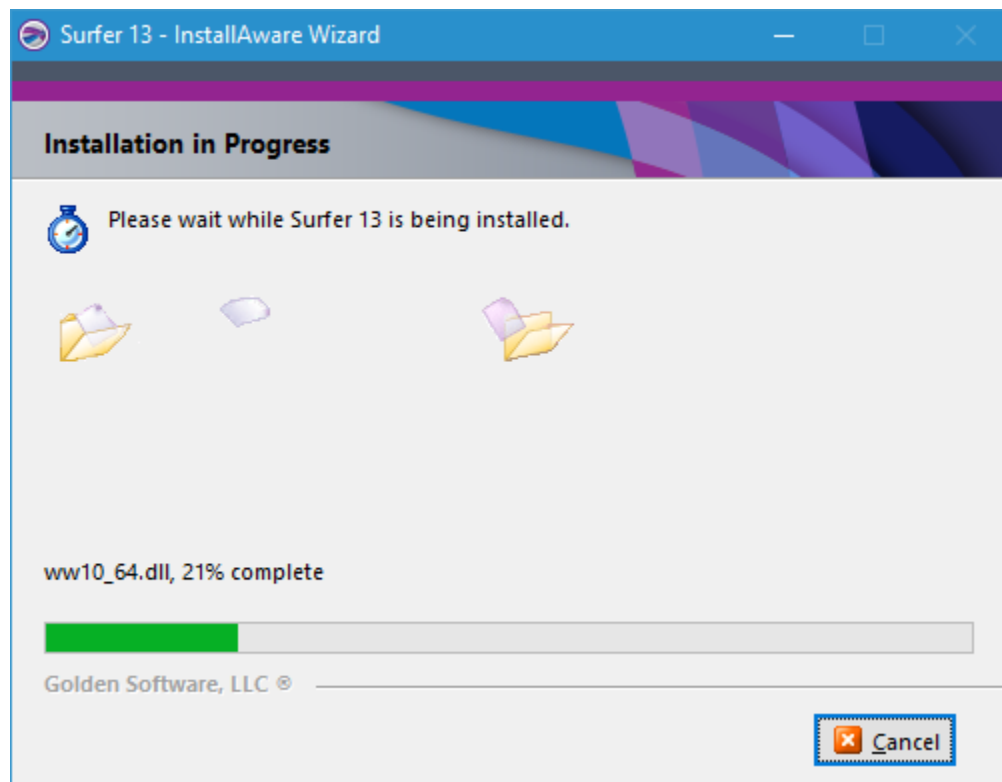 Surfer 13 - InstallAware Wizard
Installation in Progress
Please wait while Surfer 13 is being installed.
ww10_64.dll, 21% complete
Golden Software, LLC ®
Cancel